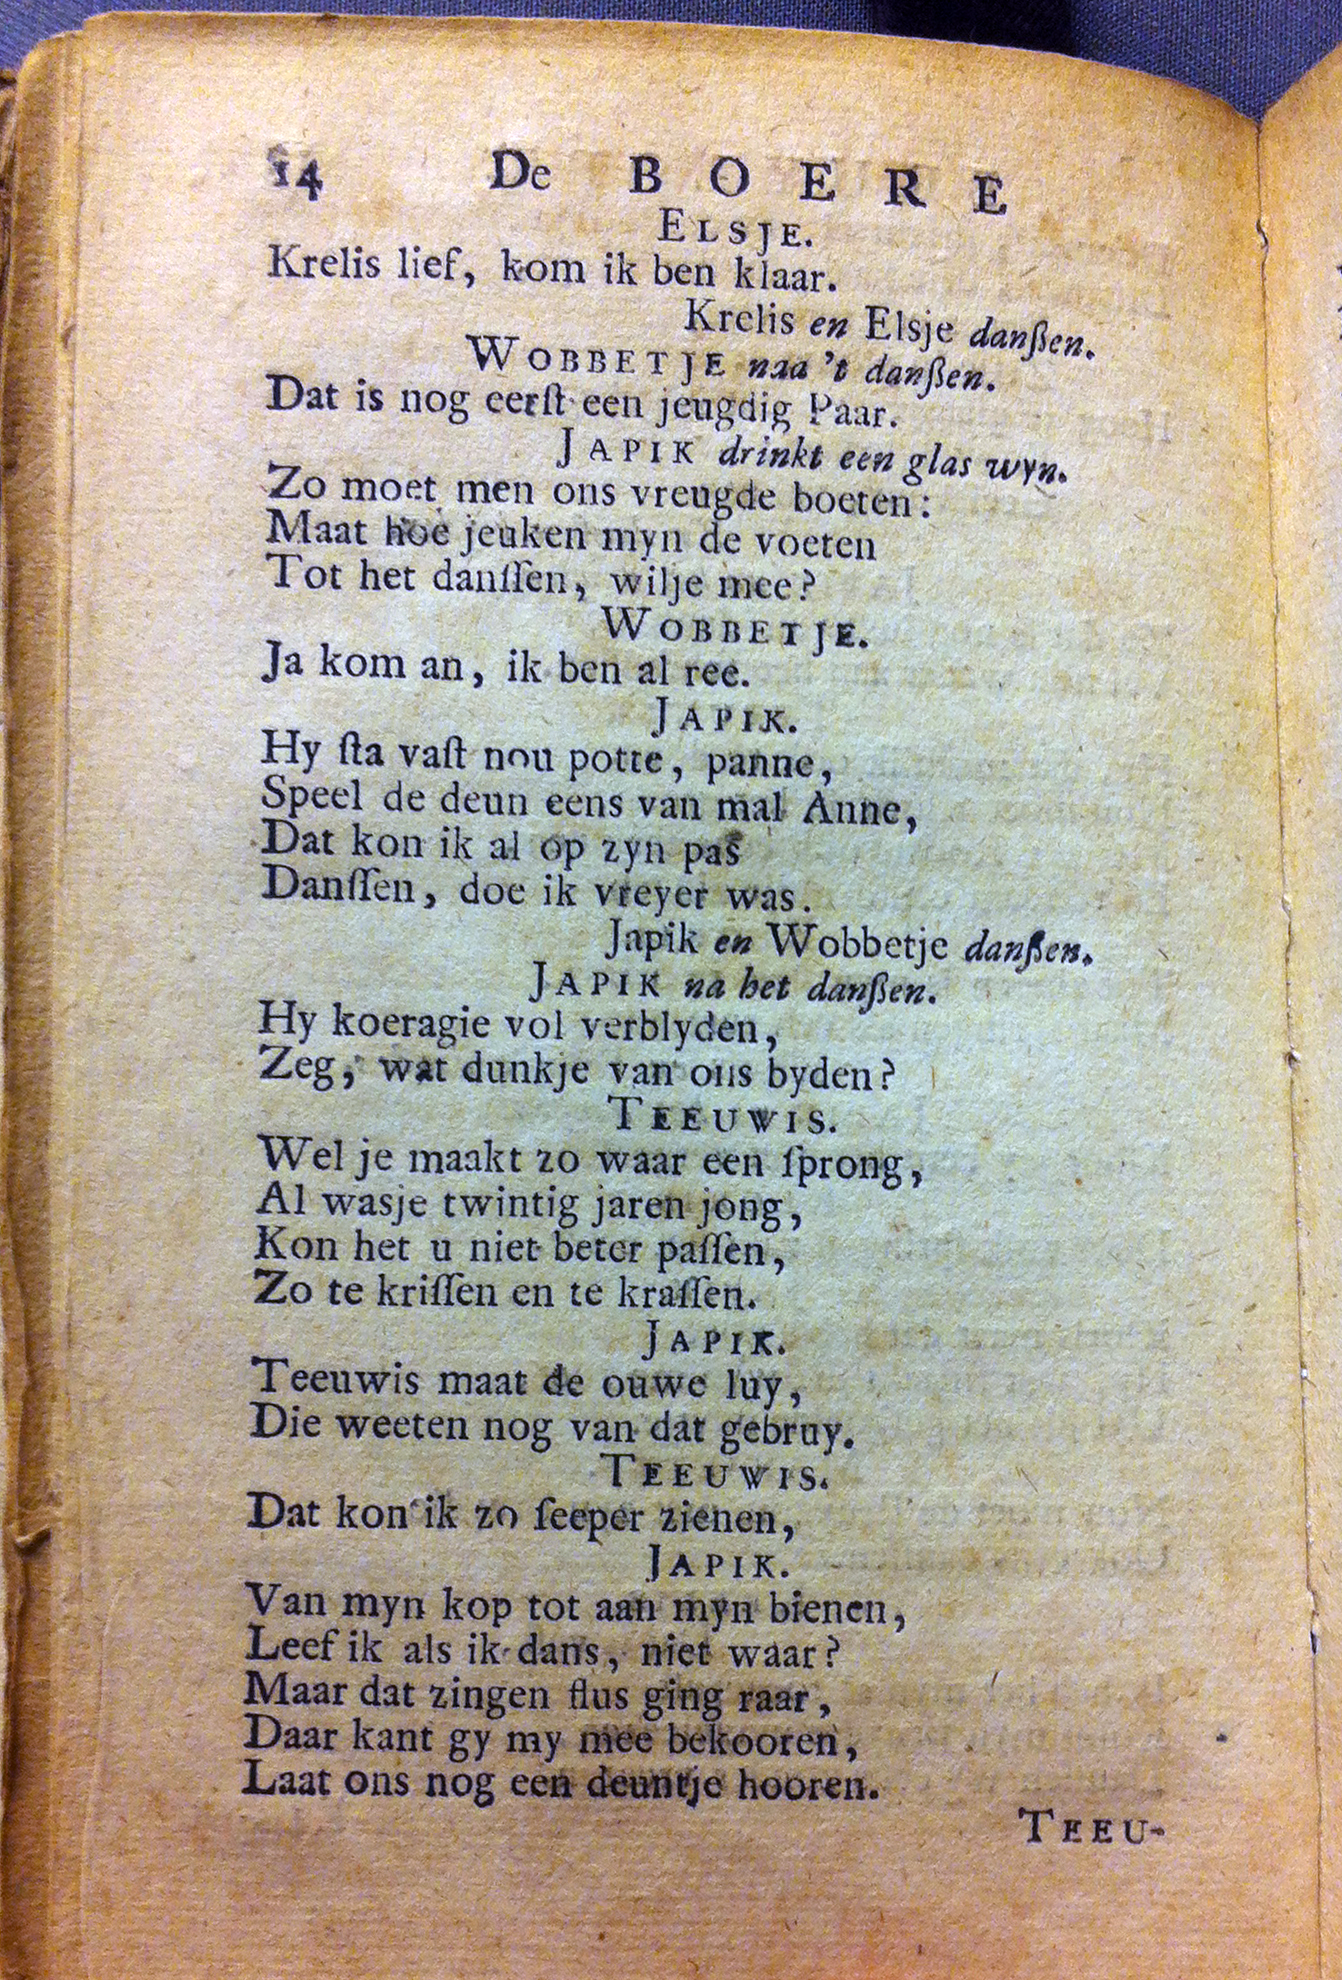 14 De BOERE
ELSJE.
Krelis lief, kom ik ben klaar.
Krelis en Elsje danßen.
WOBBETJE naa 't danßen.
Dat is nog eerſt een jeugdig Paar.
JAPIK drinkt een glas wyn.
Zo moet men ons vreugde boeten:
Maat hoe jeuken myn de voeten
Tot het danſſen, wilje mee?
WOBBETJE.
Ja kom an, ik ben al ree.
JAPIK.
Hy ſta vaſt nou potte, panne,
Speel de deun eens van mal Anne,
Dat kon ik al op zyn pas
Danſſen, doe ik vreyer was.
Japik en Wobbetje danßen.
JAPIK na het danßen.
Hy koeragie vol verblyden,
Zeg, wat dunkje van ons byden?
TEEUWIS.
Wel je maakt zo waar een ſprong,
Al wasje twintig jaren jong,
Kon het u niet beter paſſen,
Zo te kriſſen en te kraſſen.
JAPIK.
Teeuwis maat de ouwe luy,
Die weeten nog van dat gebruy.
TEEUWIS.
Dat kon ik zo ſeeper zienen,
JAPIK.
Van myn kop tot aan myn bienen,
Leef ik als ik dans, niet waar?
Maar dat zingen flus ging raar,
Daar kant gy my mee bekooren,
Laat ons nog een deuntje hooren.
TEEU-